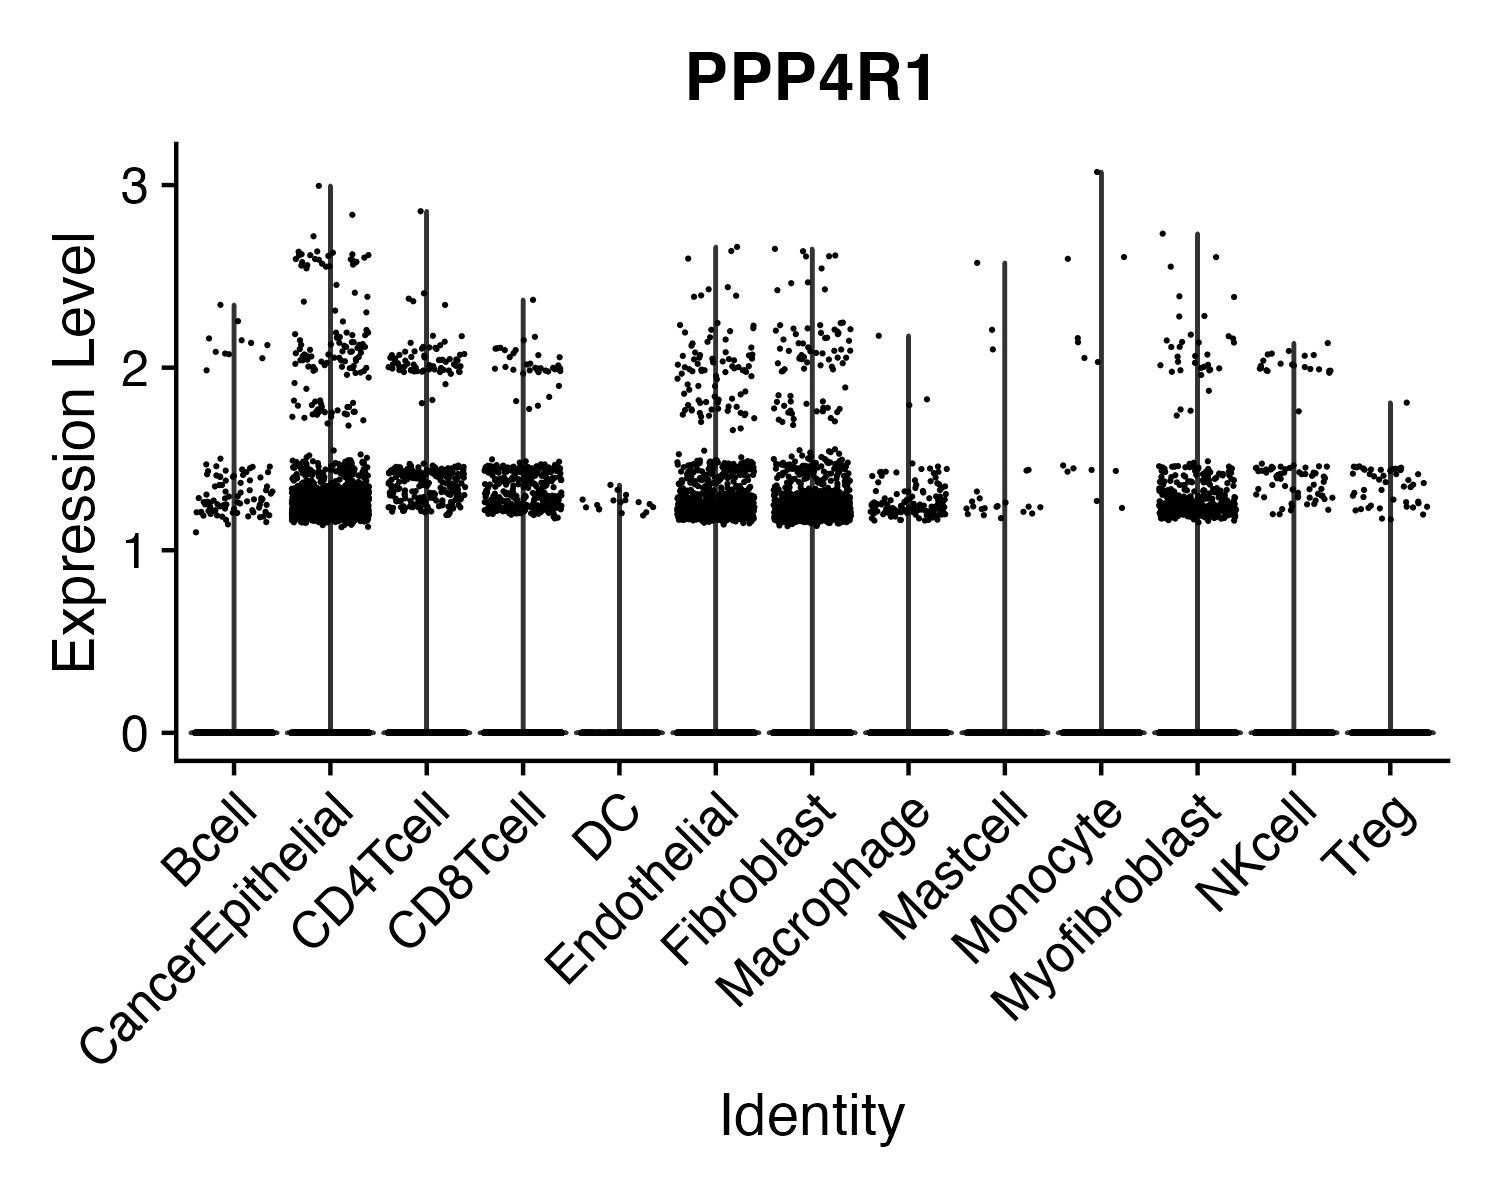 PPP4R1
Expression Level
3
2
1
0
Bcell
CancerEpithelial
CD4Tcell
CD8Tcell
DC
Endothelial
Fibroblast
Macrophage
Mastcell
Monocyte
Myofibroblast
NKcell
Treg
Identity